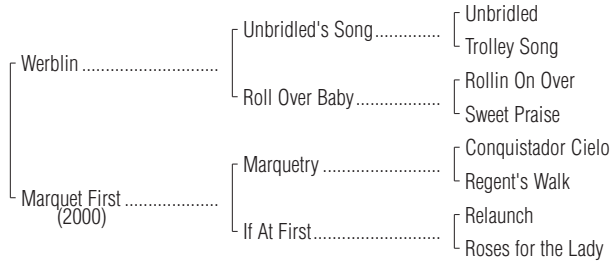 Unbridled
Unbridled's Song..............
Trolley Song
Werblin .............................
Rollin On Over
Roll Over Baby..................
Sweet Praise
Conquistador Cielo
Marquetry .........................
Regent's Walk
Marquet First ....................
(2000)
Relaunch
If At First...........................
Roses for the Lady